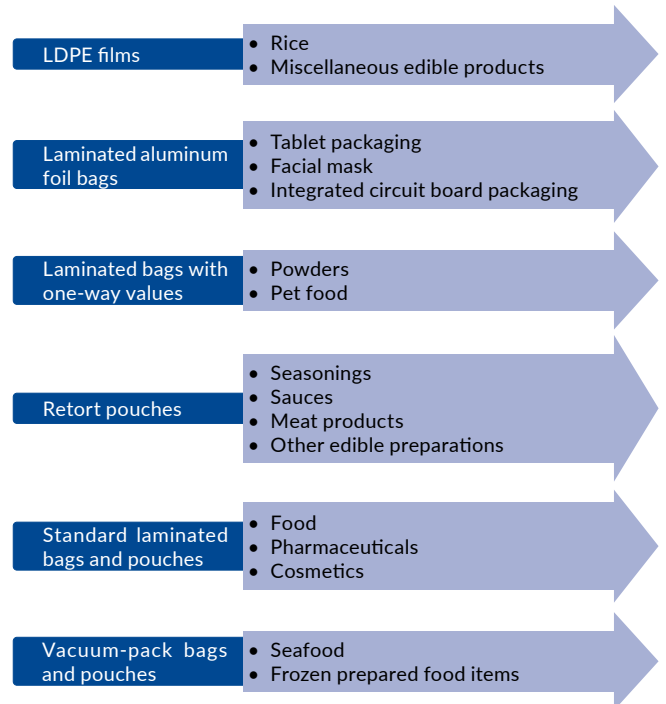 LDPE films
• Rice
• Miscellaneous edible products
Laminated aluminum
foil bags
• Tablet packaging
• Facial mask
• Integrated circuit board packaging
Laminated bags with
one-way values
• Powders
• Pet food
Retort pouches
• Seasonings
• Sauces
• Meat products
• Other edible preparations
Standard laminated
bags and pouches
• Food
• Pharmaceuticals
• Cosmetics
Vacuum-pack bags
and pouches
• Seafood
• Frozen prepared food items